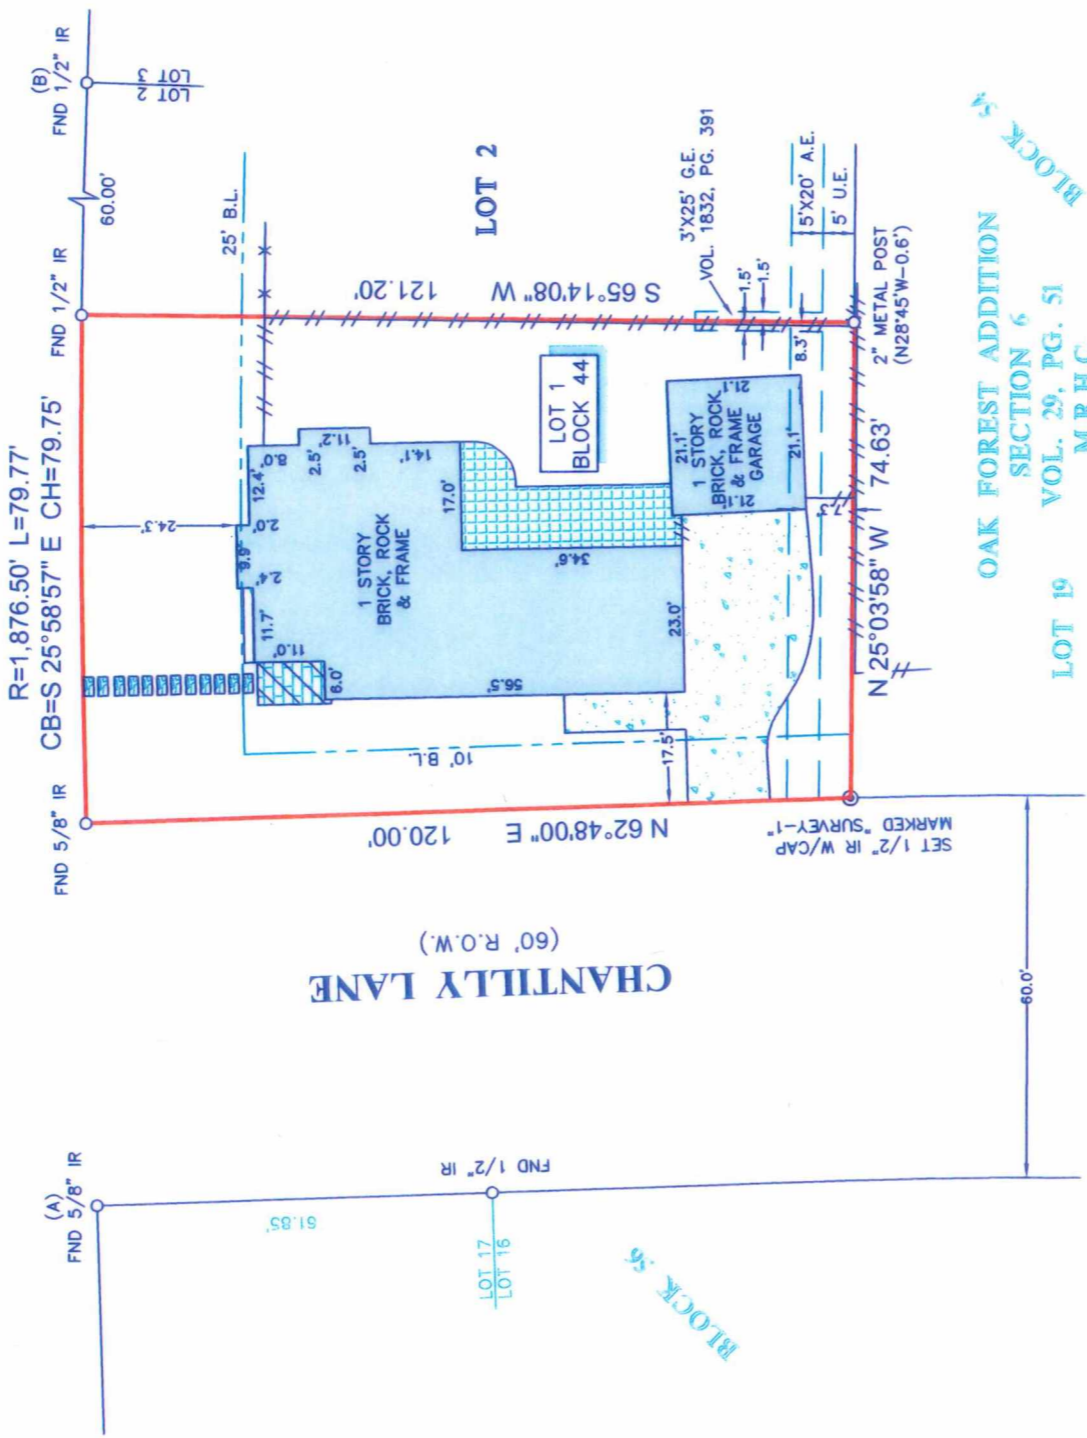 R=1,876.50' L=79.77'
CB=S 25°58'57" E CH=79.75'
FND 5/8" IR
FND 1/2" IR
60.00'
(B)
FND 1/2" IR
LOT 2
LOT 3
25' B.L.
24.3'
LOT 2
S 65°14'08" W 121.20'
3'X25' G.E.
VOL. 1832, PG. 391
1.5'
1.5'
5'X20' A.E.
5' U.E.
8.3'
2" METAL POST
(N28°45'W-0.6')
LOT 1
BLOCK 44
1 STORY
BRICK, ROCK
& FRAME
11.0'
6.0'
11.7'
2.4'
9.9'
2.0'
12.4'
9.0'
2.5'
11.2'
2.5'
14.1'
17.0'
34.6'
23.0'
56.5'
1 STORY
BRICK, ROCK,
& FRAME
GARAGE
21.1'
21.1'
21.1'
21.1'
7.3'
10' B.L.
17.5'
N 62°48'00" E 120.00'
N 25°03'58" W 74.63'
SET 1/2" IR W/CAP
MARKED "SURVEY-1"
CHANTILLY LANE
(60' R.O.W.)
60.0'
(A)
FND 5/8" IR
61.85'
FND 1/2" IR
LOT 17
LOT 16
BLOCK 56
BLOCK 54
OAK FOREST ADDITION
SECTION 6
LOT 19 VOL. 29, PG. 51